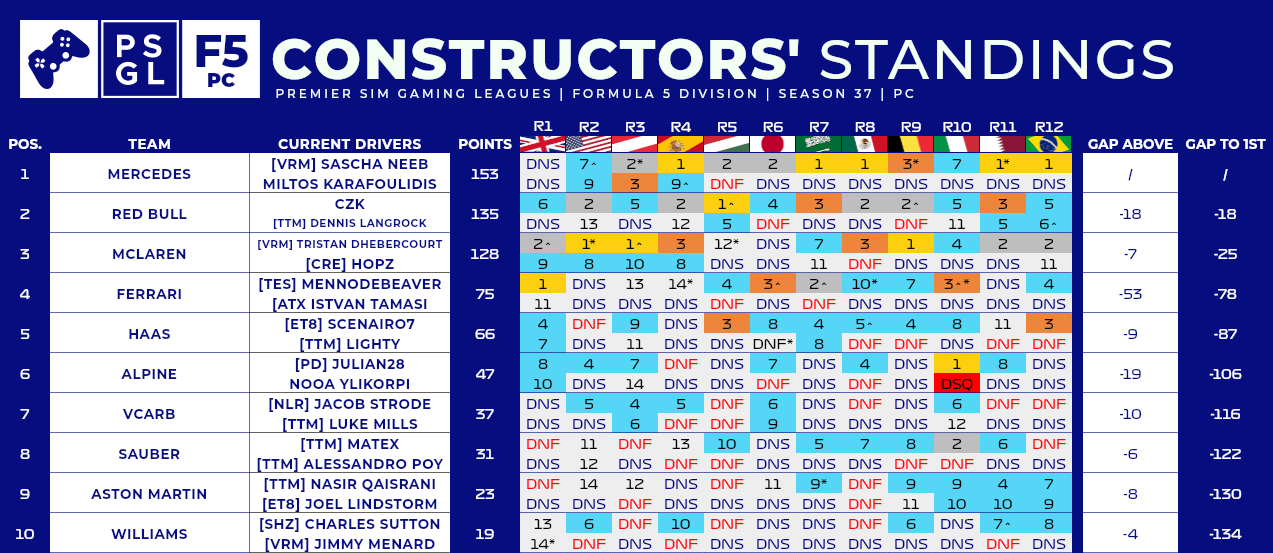 PS
GL
F5
PC
CONSTRUCTORS' STANDINGS
PREMIER SIM GAMING LEAGUES | FORMULA 5 DIVISION | SEASON 37 | PC
R1 R2 R3 R4 R5 R6 R7 R8 R9 R10 R11 R12
POS. TEAM CURRENT DRIVERS POINTS GAP ABOVE GAP TO 1ST
[VRM] SASCHA NEEB DNS 7^ 2* 1 2 2 1 1 3* 7 1* 1
1 MERCEDES 153 / /
MILTOS KARAFOULIDIS DNS 9 3 9^ DNF DNS DNS DNS DNS DNS DNS DNS
CZK 6 2 5 2 1^ 4 3 2 2^ 5 3 5
2 RED BULL 135 -18 -18
[TTM] DENNIS LANGROCK DNS 13 DNS 12 5 DNF DNS DNS DNF 11 5 6^
[VRM] TRISTAN DHEBERCOURT 2^ 1* 1^ 3 12* DNS 7 3 1 4 2 2
3 MCLAREN 128 -7 -25
[CRE] HOPZ 9 8 10 8 DNS DNS 11 DNF DNS DNS DNS 11
[TES] MENNODEBEAVER 1 DNS 13 14* 4 3^ 2^ 10* 7 3^* DNS 4
4 FERRARI 75 -53 -78
[ATX ISTVAN TAMASI 11 DNS DNS DNS DNF DNS DNF DNS DNS DNS DNS DNS
[ET8] SCENAIRO7 4 DNF 9 DNS 3 8 4 5^ 4 8 11 3
5 HAAS 66 -9 -87
[TTM] LIGHTY 7 DNS 11 DNS DNS DNF* 8 DNF DNF DNS DNF DNF
[PD] JULIAN28 8 4 7 DNF DNS 7 DNS 4 DNS 1 8 DNS
6 ALPINE 47 -19 -106
NOOA YLIKORPI 10 DNS 14 DNS DNS DNF DNS DNF DNS DSQ DNS DNS
[NLR] JACOB STRODE DNS 5 4 5 DNF 6 DNS DNF DNS 6 DNF DNF
7 VCARB 37 -10 -116
[TTM] LUKE MILLS DNS DNS 6 DNF DNF 9 DNS DNS DNS 12 DNS DNS
[TTM] MATEX DNF 11 DNF 13 10 DNS 5 7 8 2 6 DNF
8 SAUBER 31 -6 -122
[TTM] ALESSANDRO POY DNS 12 DNS DNF DNF DNS DNS DNS DNF DNF DNS DNS
[TTM] NASIR QAISRANI DNF 14 12 DNS DNF 11 9* DNF 9 9 4 7
9 ASTON MARTIN 23 -8 -130
[ET8] JOEL LINDSTORM DNS DNS DNF DNS DNS DNS DNS DNF 11 10 10 9
[SHZ] CHARLES SUTTON 13 6 DNF 10 DNF DNS DNS DNF 6 DNS 7^ 8
10 WILLIAMS 19 -4 -134
[VRM] JIMMY MENARD 14* DNF DNS DNF DNS DNS DNS DNS DNS DNS DNF DNS